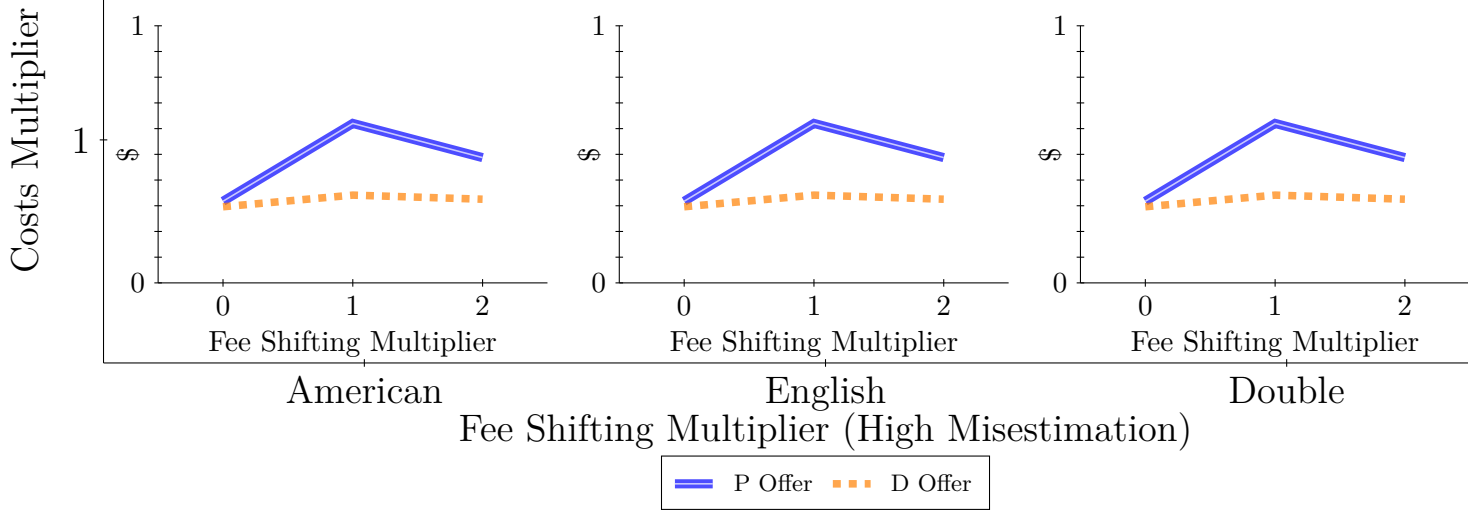 Costs Multiplier
1
1
$
0
0 1 2
Fee Shifting Multiplier
1
$
0
0 1 2
Fee Shifting Multiplier
1
$
0
0 1 2
Fee Shifting Multiplier
American
English
Double
Fee Shifting Multiplier (High Misestimation)
P Offer
D Offer